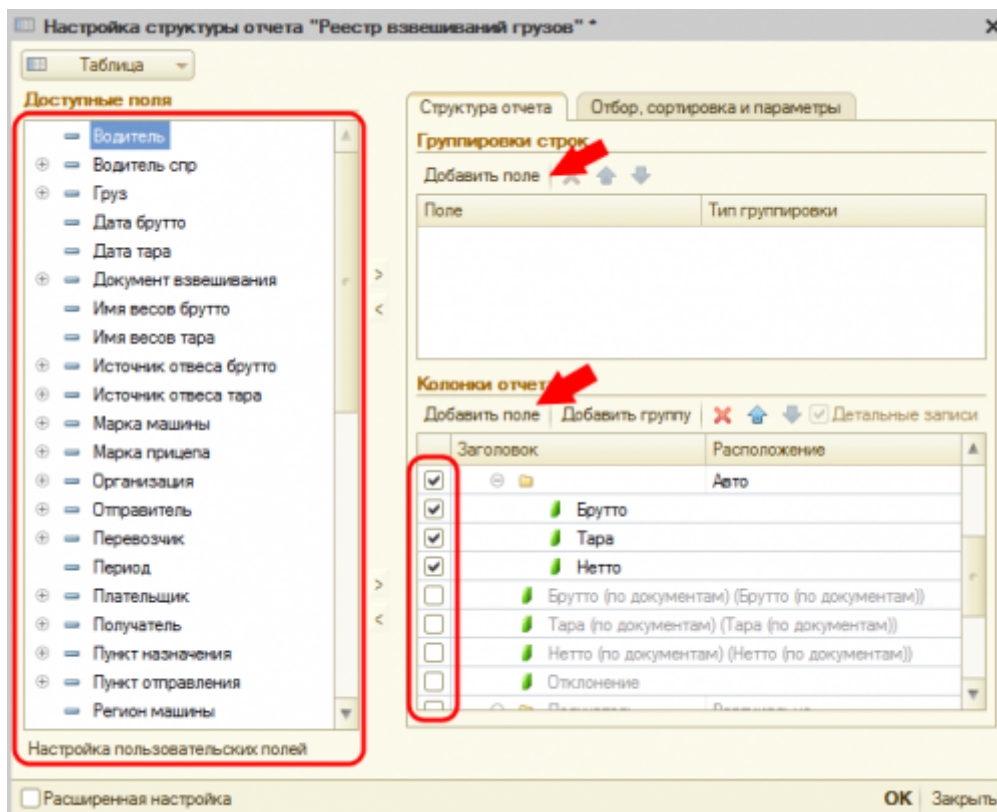 Настройка структуры отчета "Реестр взвешиваний грузов" *
Таблица
Доступные поля
Водитель
Водитель спр
Груз
Дата брутто
Дата тара
Документ взвешивания
Имя весов брутто
Имя весов тара
Источник отвеса брутто
Источник отвеса тара
Марка машины
Марка прицепа
Организация
Отправитель
Перевозчик
Период
Плательщик
Получатель
Пункт назначения
Пункт отправления
Регион машины
Настройка пользовательских полей
Структура отчета
Отбор, сортировка и параметры
Группировки строк
Добавить поле
Поле
Тип группировки
Колонки отчета
Добавить поле
Добавить группу
Детальные записи
Заголовок
Расположение
Авто
Брутто
Тара
Нетто
Брутто (по документам) (Брутто (по документам))
Тара (по документам) (Тара (по документам))
Нетто (по документам) (Нетто (по документам))
Отклонение
Расширенная настройка
ОК
Закрыть